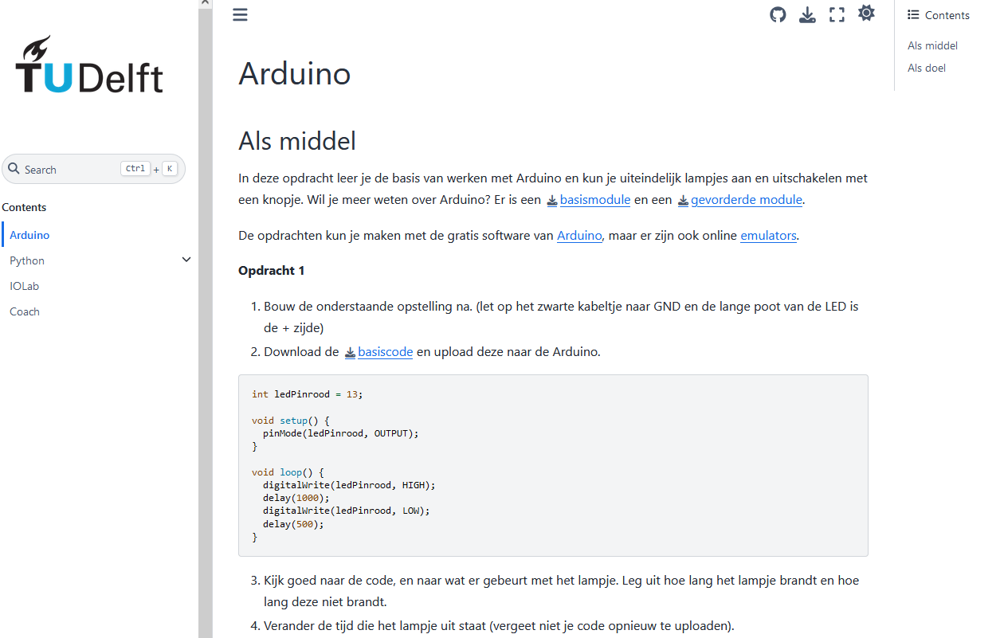 TU Delft
Search Ctrl + K
Contents
Arduino
Python
IOLab
Coach
Arduino
Als middel
In deze opdracht leer je de basis van werken met Arduino en kun je uiteindelijk lampjes aan en uitschakelen met
een knopje. Wil je meer weten over Arduino? Er is een basismodule en een gevorderde module.
De opdrachten kun je maken met de gratis software van Arduino, maar er zijn ook online emulators.
Opdracht 1
1. Bouw de onderstaande opstelling na. (let op het zwarte kabeltje naar GND en de lange poot van de LED is
de + zijde)
2. Download de basiscode en upload deze naar de Arduino.
int ledPinrood = 13;
void setup() {
  pinMode(ledPinrood, OUTPUT);
}
void loop() {
  digitalWrite(ledPinrood, HIGH);
  delay(1000);
  digitalWrite(ledPinrood, LOW);
  delay(500);
}
3. Kijk goed naar de code, en naar wat er gebeurt met het lampje. Leg uit hoe lang het lampje brandt en hoe
lang deze niet brandt.
4. Verander de tijd die het lampje uit staat (vergeet niet je code opnieuw te uploaden).
Contents
Als middel
Als doel